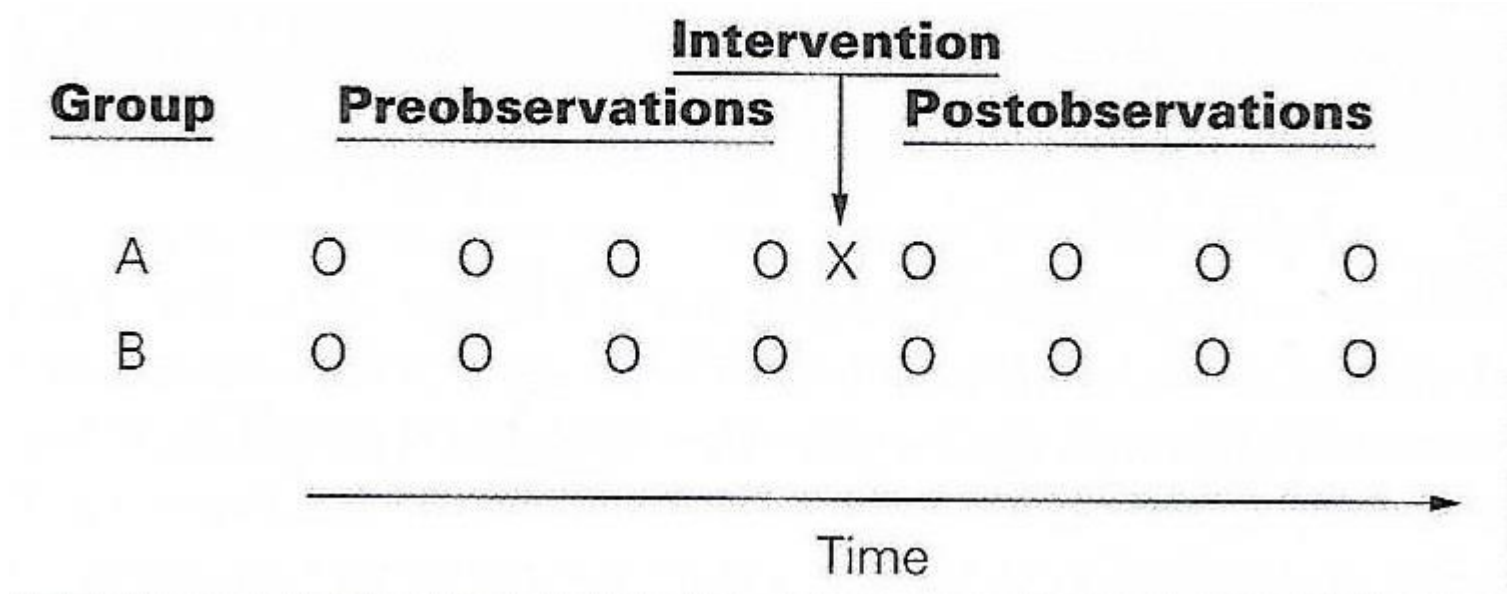 Intervention
Group Preobservations Postobservations
A O O O O X O O O O
B O O O O O O O O
Time